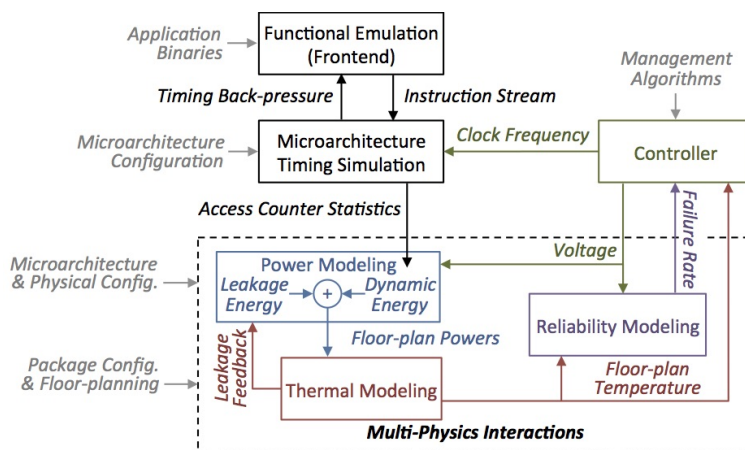 Application
Binaries
Functional Emulation
(Frontend)
Management
Algorithms
Timing Back-pressure
Instruction Stream
Microarchitecture
Configuration
Microarchitecture
Timing Simulation
Clock Frequency
Controller
Access Counter Statistics
Failure Rate
Microarchitecture
& Physical Config.
Power Modeling
Leakage
Energy
+
Dynamic
Energy
Voltage
Floor-plan Powers
Reliability Modeling
Package Config.
& Floor-planning
Leakage
Feedback
Thermal Modeling
Floor-plan
Temperature
Multi-Physics Interactions